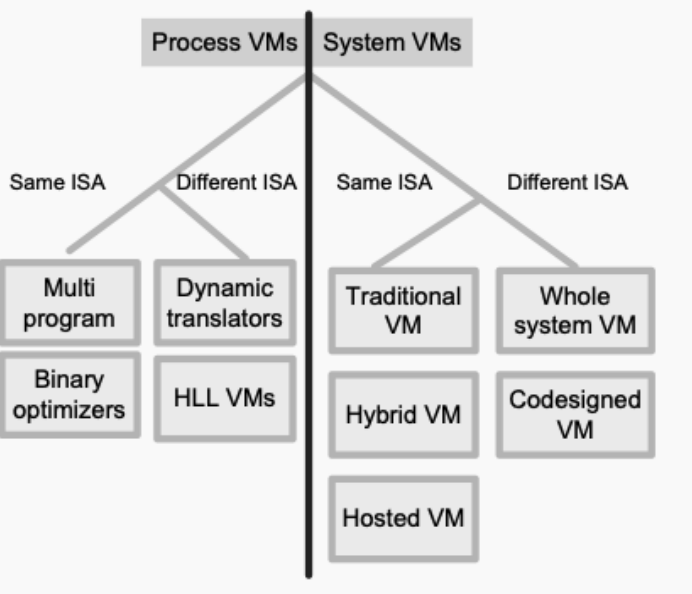 Process VMs
System VMs
Same ISA
Different ISA
Same ISA
Different ISA
Multi
program
Dynamic
translators
Traditional
VM
Whole
system VM
Binary
optimizers
HLL VMs
Hybrid VM
Codesigned
VM
Hosted VM